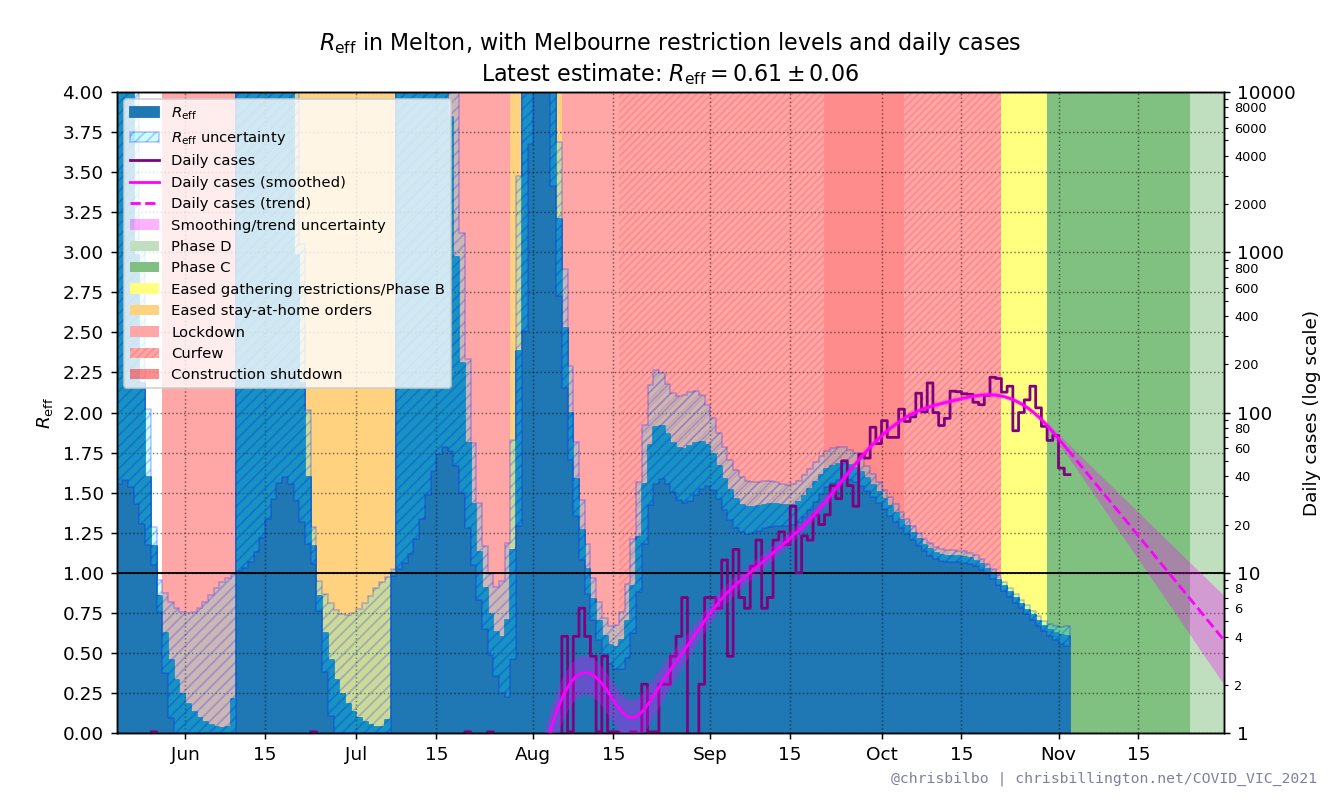 Reff in Melton, with Melbourne restriction levels and daily cases
Latest estimate: Reff = 0.61 ± 0.06
Reff
Reff uncertainty
Daily cases
Daily cases (smoothed)
Daily cases (trend)
Smoothing/trend uncertainty
Phase D
Phase C
Eased gathering restrictions/Phase B
Eased stay-at-home orders
Lockdown
Curfew
Construction shutdown
Reff
4.00
3.75
3.50
3.25
3.00
2.75
2.50
2.25
2.00
1.75
1.50
1.25
1.00
0.75
0.50
0.25
0.00
Jun 15 Jul 15 Aug 15 Sep 15 Oct 15 Nov 15
10000
8000
6000
4000
2000
1000
800
600
400
200
100
80
60
40
20
10
8
6
4
2
1
Daily cases (log scale)
@chrisbilbo | chrisbillington.net/COVID_VIC_2021